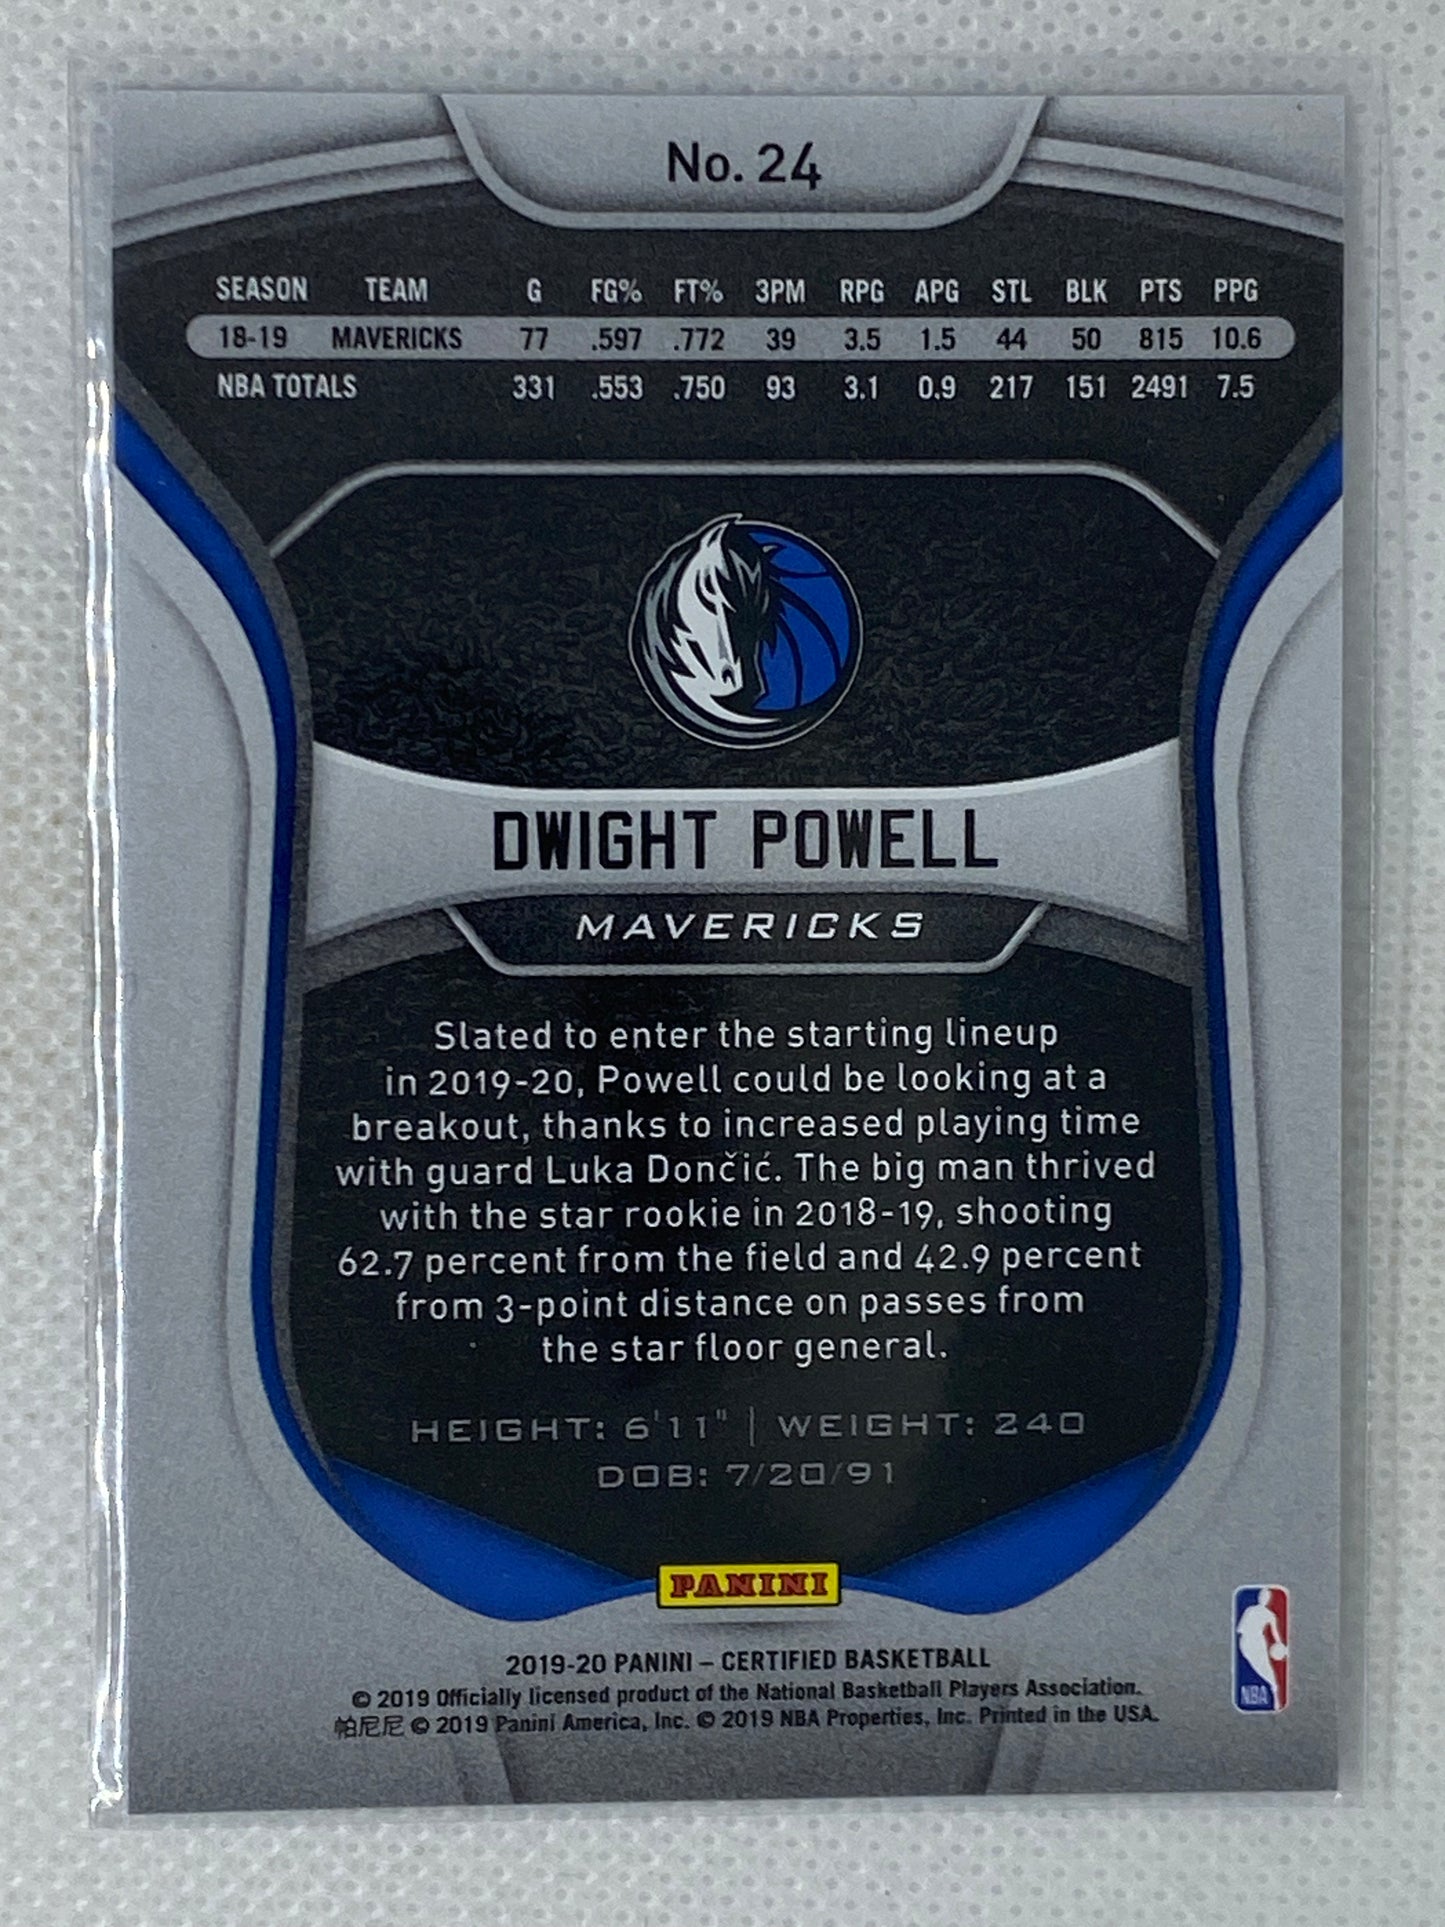 No. 24
SEASON TEAM G FG% FT% 3PM RPG APG STL BLK PTS PPG
18-19 MAVERICKS 77 .597 .772 39 3.5 1.5 44 50 815 10.6
NBA TOTALS 331 .553 .750 93 3.1 0.9 217 151 2491 7.5
DWIGHT POWELL
MAVERICKS
Slated to enter the starting lineup
in 2019-20, Powell could be looking at a
breakout, thanks to increased playing time
with guard Luka Dončić. The big man thrived
with the star rookie in 2018-19, shooting
62.7 percent from the field and 42.9 percent
from 3-point distance on passes from
the star floor general.
HEIGHT: 6'11" | WEIGHT: 240
DOB: 7/20/91
PANINI
2019-20 PANINI – CERTIFIED BASKETBALL
© 2019 Officially licensed product of the National Basketball Players Association.
帕尼尼 © 2019 Panini America, Inc. © 2019 NBA Properties, Inc. Printed in the USA.
NBA